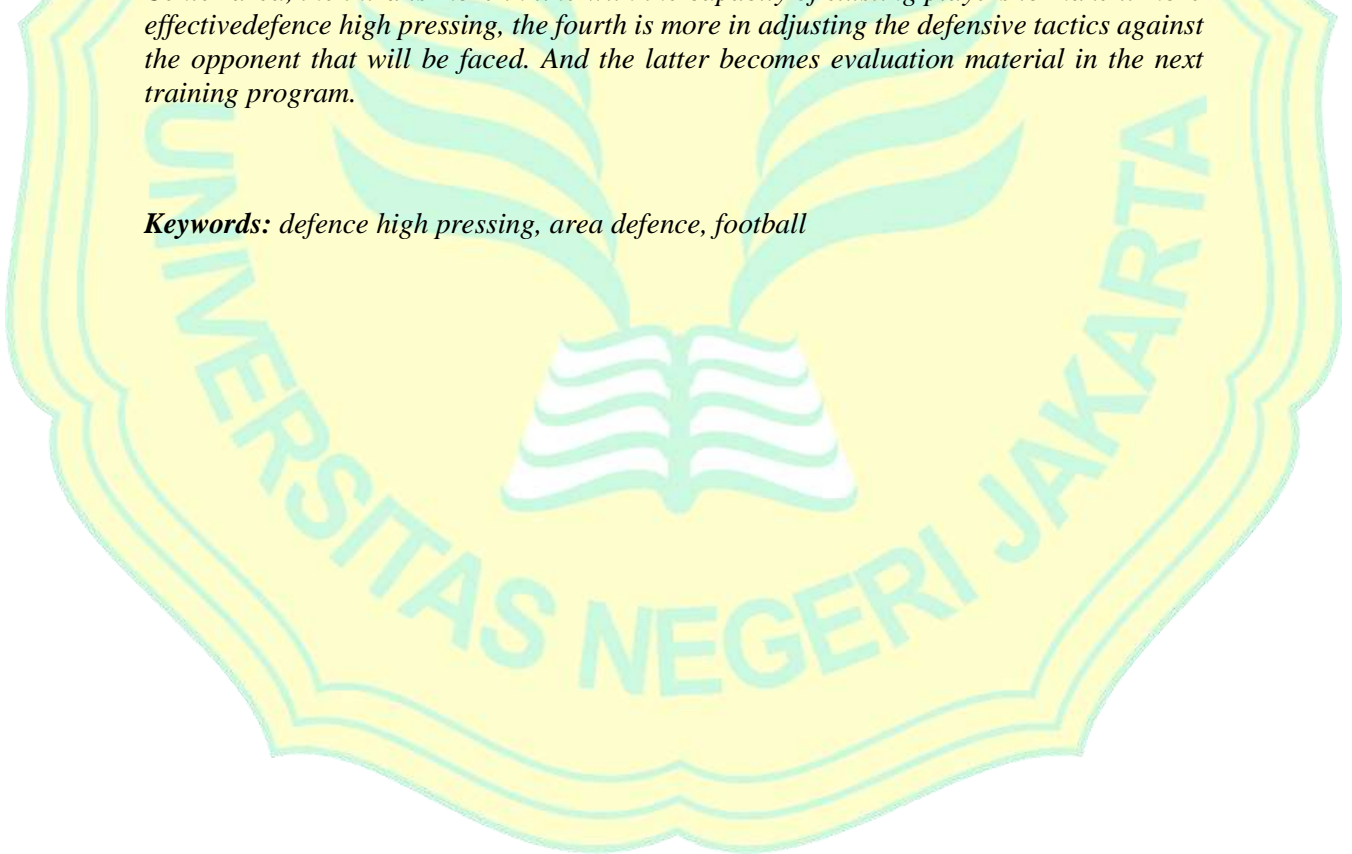 effectivedefence high pressing, the fourth is more in adjusting the defensive tactics against
the opponent that will be faced. And the latter becomes evaluation material in the next
training program.
Keywords: defence high pressing, area defence, football
UNIVERSITAS NEGERI JAKARTA